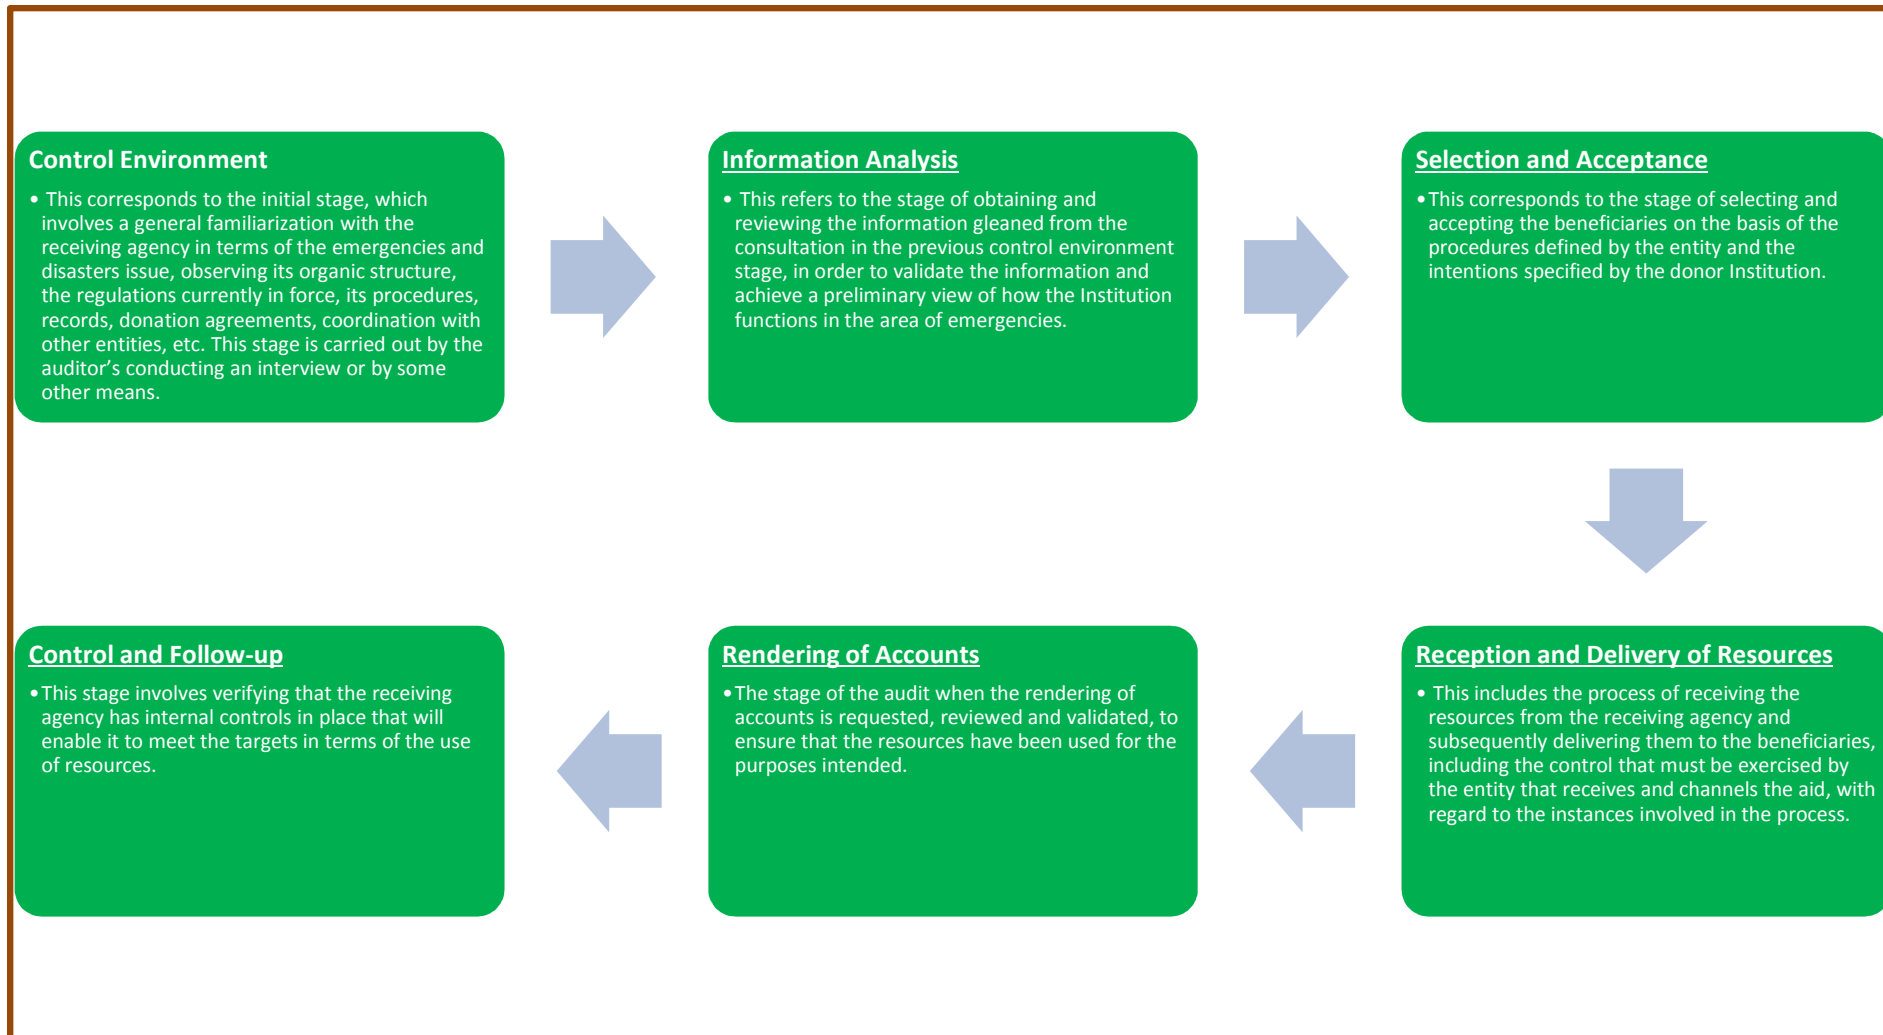 Control Environment
• This corresponds to the initial stage, which
involves a general familiarization with the
receiving agency in terms of the emergencies and
disasters issue, observing its organic structure,
the regulations currently in force, its procedures,
records, donation agreements, coordination with
other entities, etc. This stage is carried out by the
auditor’s conducting an interview or by some
other means.
Information Analysis
• This refers to the stage of obtaining and
reviewing the information gleaned from the
consultation in the previous control environment
stage, in order to validate the information and
achieve a preliminary view of how the Institution
functions in the area of emergencies.
Selection and Acceptance
•This corresponds to the stage of selecting and
accepting the beneficiaries on the basis of the
procedures defined by the entity and the
intentions specified by the donor Institution.
Reception and Delivery of Resources
• This includes the process of receiving the
resources from the receiving agency and
subsequently delivering them to the beneficiaries,
including the control that must be exercised by
the entity that receives and channels the aid, with
regard to the instances involved in the process.
Rendering of Accounts
•The stage of the audit when the rendering of
accounts is requested, reviewed and validated, to
ensure that the resources have been used for the
purposes intended.
Control and Follow-up
•This stage involves verifying that the receiving
agency has internal controls in place that will
enable it to meet the targets in terms of the use
of resources.